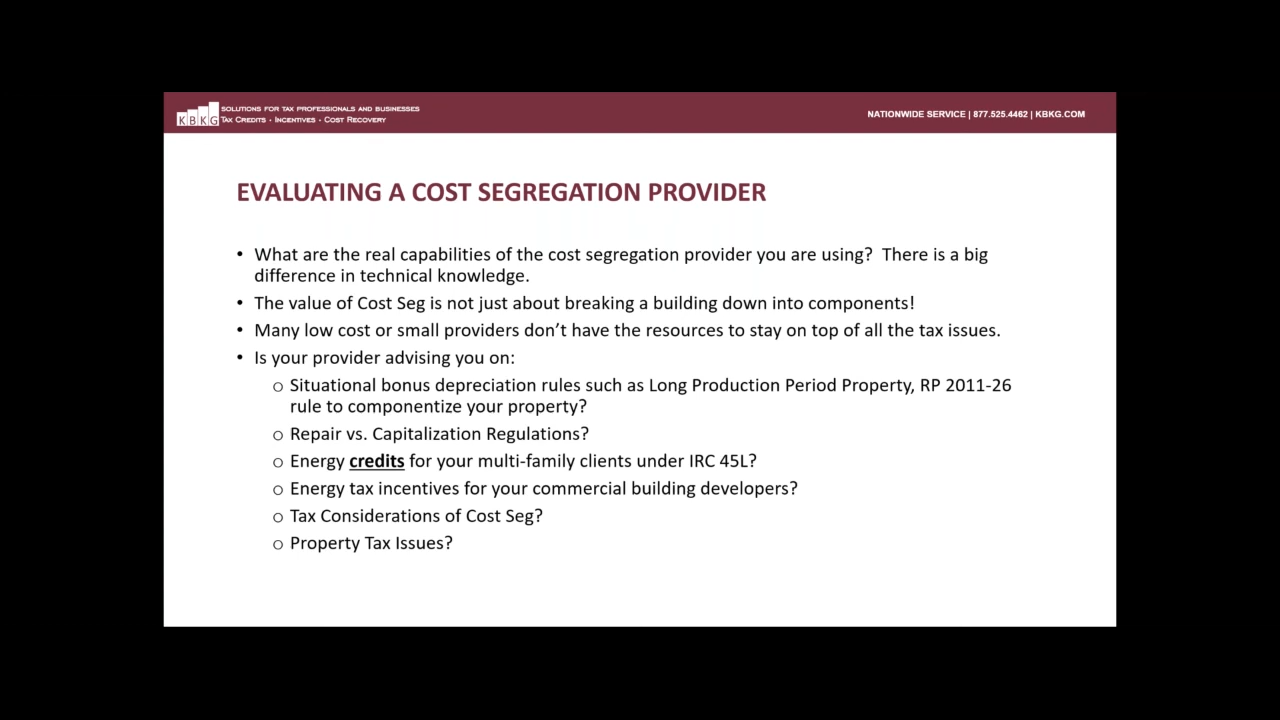 KBKG
SOLUTIONS FOR TAX PROFESSIONALS AND BUSINESSES
TAX CREDITS · INCENTIVES · COST RECOVERY
NATIONWIDE SERVICE | 877.525.4462 | KBKG.COM
EVALUATING A COST SEGREGATION PROVIDER
• What are the real capabilities of the cost segregation provider you are using?  There is a big
difference in technical knowledge.
• The value of Cost Seg is not just about breaking a building down into components!
• Many low cost or small providers don’t have the resources to stay on top of all the tax issues.
• Is your provider advising you on:
o Situational bonus depreciation rules such as Long Production Period Property, RP 2011-26
rule to componentize your property?
o Repair vs. Capitalization Regulations?
o Energy credits for your multi-family clients under IRC 45L?
o Energy tax incentives for your commercial building developers?
o Tax Considerations of Cost Seg?
o Property Tax Issues?